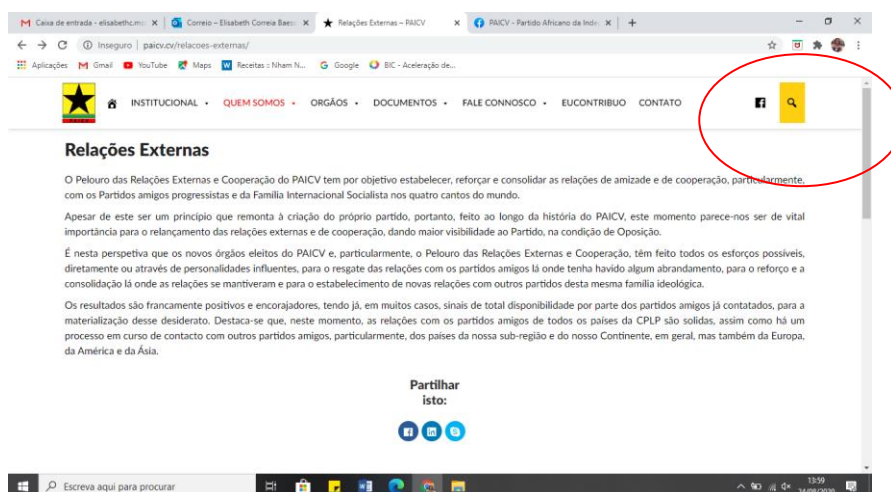 Caixa de entrada - elisabethc.mo
Correio – Elisabeth Correia Baess
Relações Externas – PAICV
PAICV - Partido Africano da Inde
Inseguro | paicv.cv/relacoes-externas/
Aplicações Gmail YouTube Maps Receitas :: Nham N... Google BIC - Aceleração de...
INSTITUCIONAL QUEM SOMOS ORGÃOS DOCUMENTOS FALE CONNOSCO EUCONTRIBUO CONTATO
Relações Externas
O Pelouro das Relações Externas e Cooperação do PAICV tem por objetivo estabelecer, reforçar e consolidar as relações de amizade e de cooperação, particularmente,
com os Partidos amigos progressistas e da Família Internacional Socialista nos quatro cantos do mundo.
Apesar de este ser um princípio que remonta à criação do próprio partido, portanto, feito ao longo da história do PAICV, este momento parece-nos ser de vital
importância para o relançamento das relações externas e de cooperação, dando maior visibilidade ao Partido, na condição de Oposição.
É nesta perspetiva que os novos órgãos eleitos do PAICV e, particularmente, o Pelouro das Relações Externas e Cooperação, têm feito todos os esforços possíveis,
diretamente ou através de personalidades influentes, para o resgate das relações com os partidos amigos lá onde tenha havido algum abrandamento, para o reforço e a
consolidação lá onde as relações se mantiveram e para o estabelecimento de novas relações com outros partidos desta mesma família ideológica.
Os resultados são francamente positivos e encorajadores, tendo já, em muitos casos, sinais de total disponibilidade por parte dos partidos amigos já contatados, para a
materialização desse desiderato. Destaca-se que, neste momento, as relações com os partidos amigos de todos os países da CPLP são solidas, assim como há um
processo em curso de contacto com outros partidos amigos, particularmente, dos países da nossa sub-região e do nosso Continente, em geral, mas também da Europa,
da América e da Ásia.
Partilhar
isto:
Escreva aqui para procurar
13:59